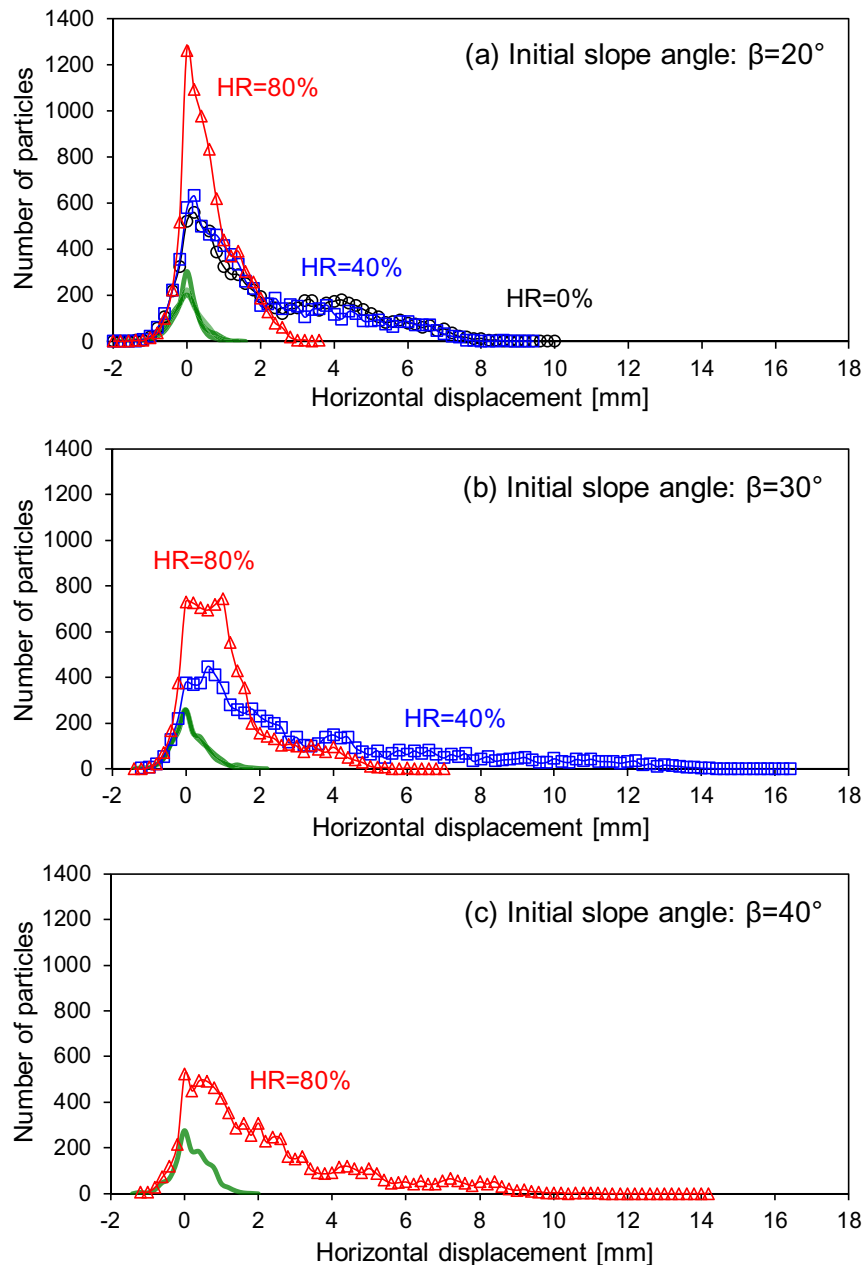 1400
1200
1000
800
600
400
200
0
Number of particles
(a) Initial slope angle: β=20°
HR=80%
HR=40%
HR=0%
-2 0 2 4 6 8 10 12 14 16 18
Horizontal displacement [mm]
1400
1200
1000
800
600
400
200
0
Number of particles
(b) Initial slope angle: β=30°
HR=80%
HR=40%
-2 0 2 4 6 8 10 12 14 16 18
Horizontal displacement [mm]
1400
1200
1000
800
600
400
200
0
Number of particles
(c) Initial slope angle: β=40°
HR=80%
-2 0 2 4 6 8 10 12 14 16 18
Horizontal displacement [mm]